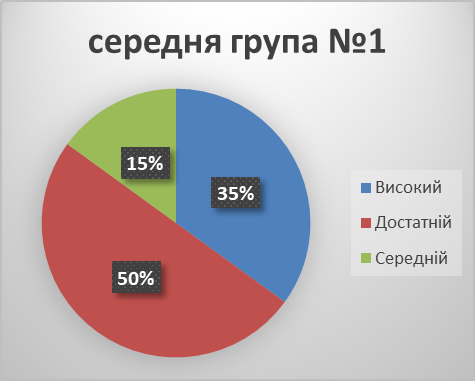 середня група №1
15%
35%
50%
Високий
Достатній
Середній